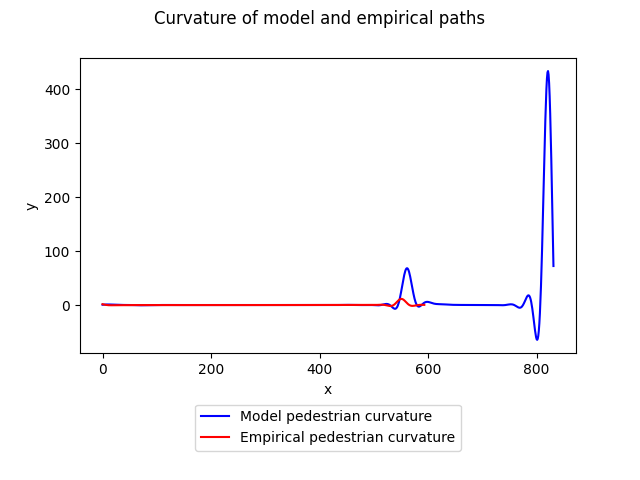 Curvature of model and empirical paths
400
300
200
100
0
y
0 200 400 600 800
x
Model pedestrian curvature
Empirical pedestrian curvature